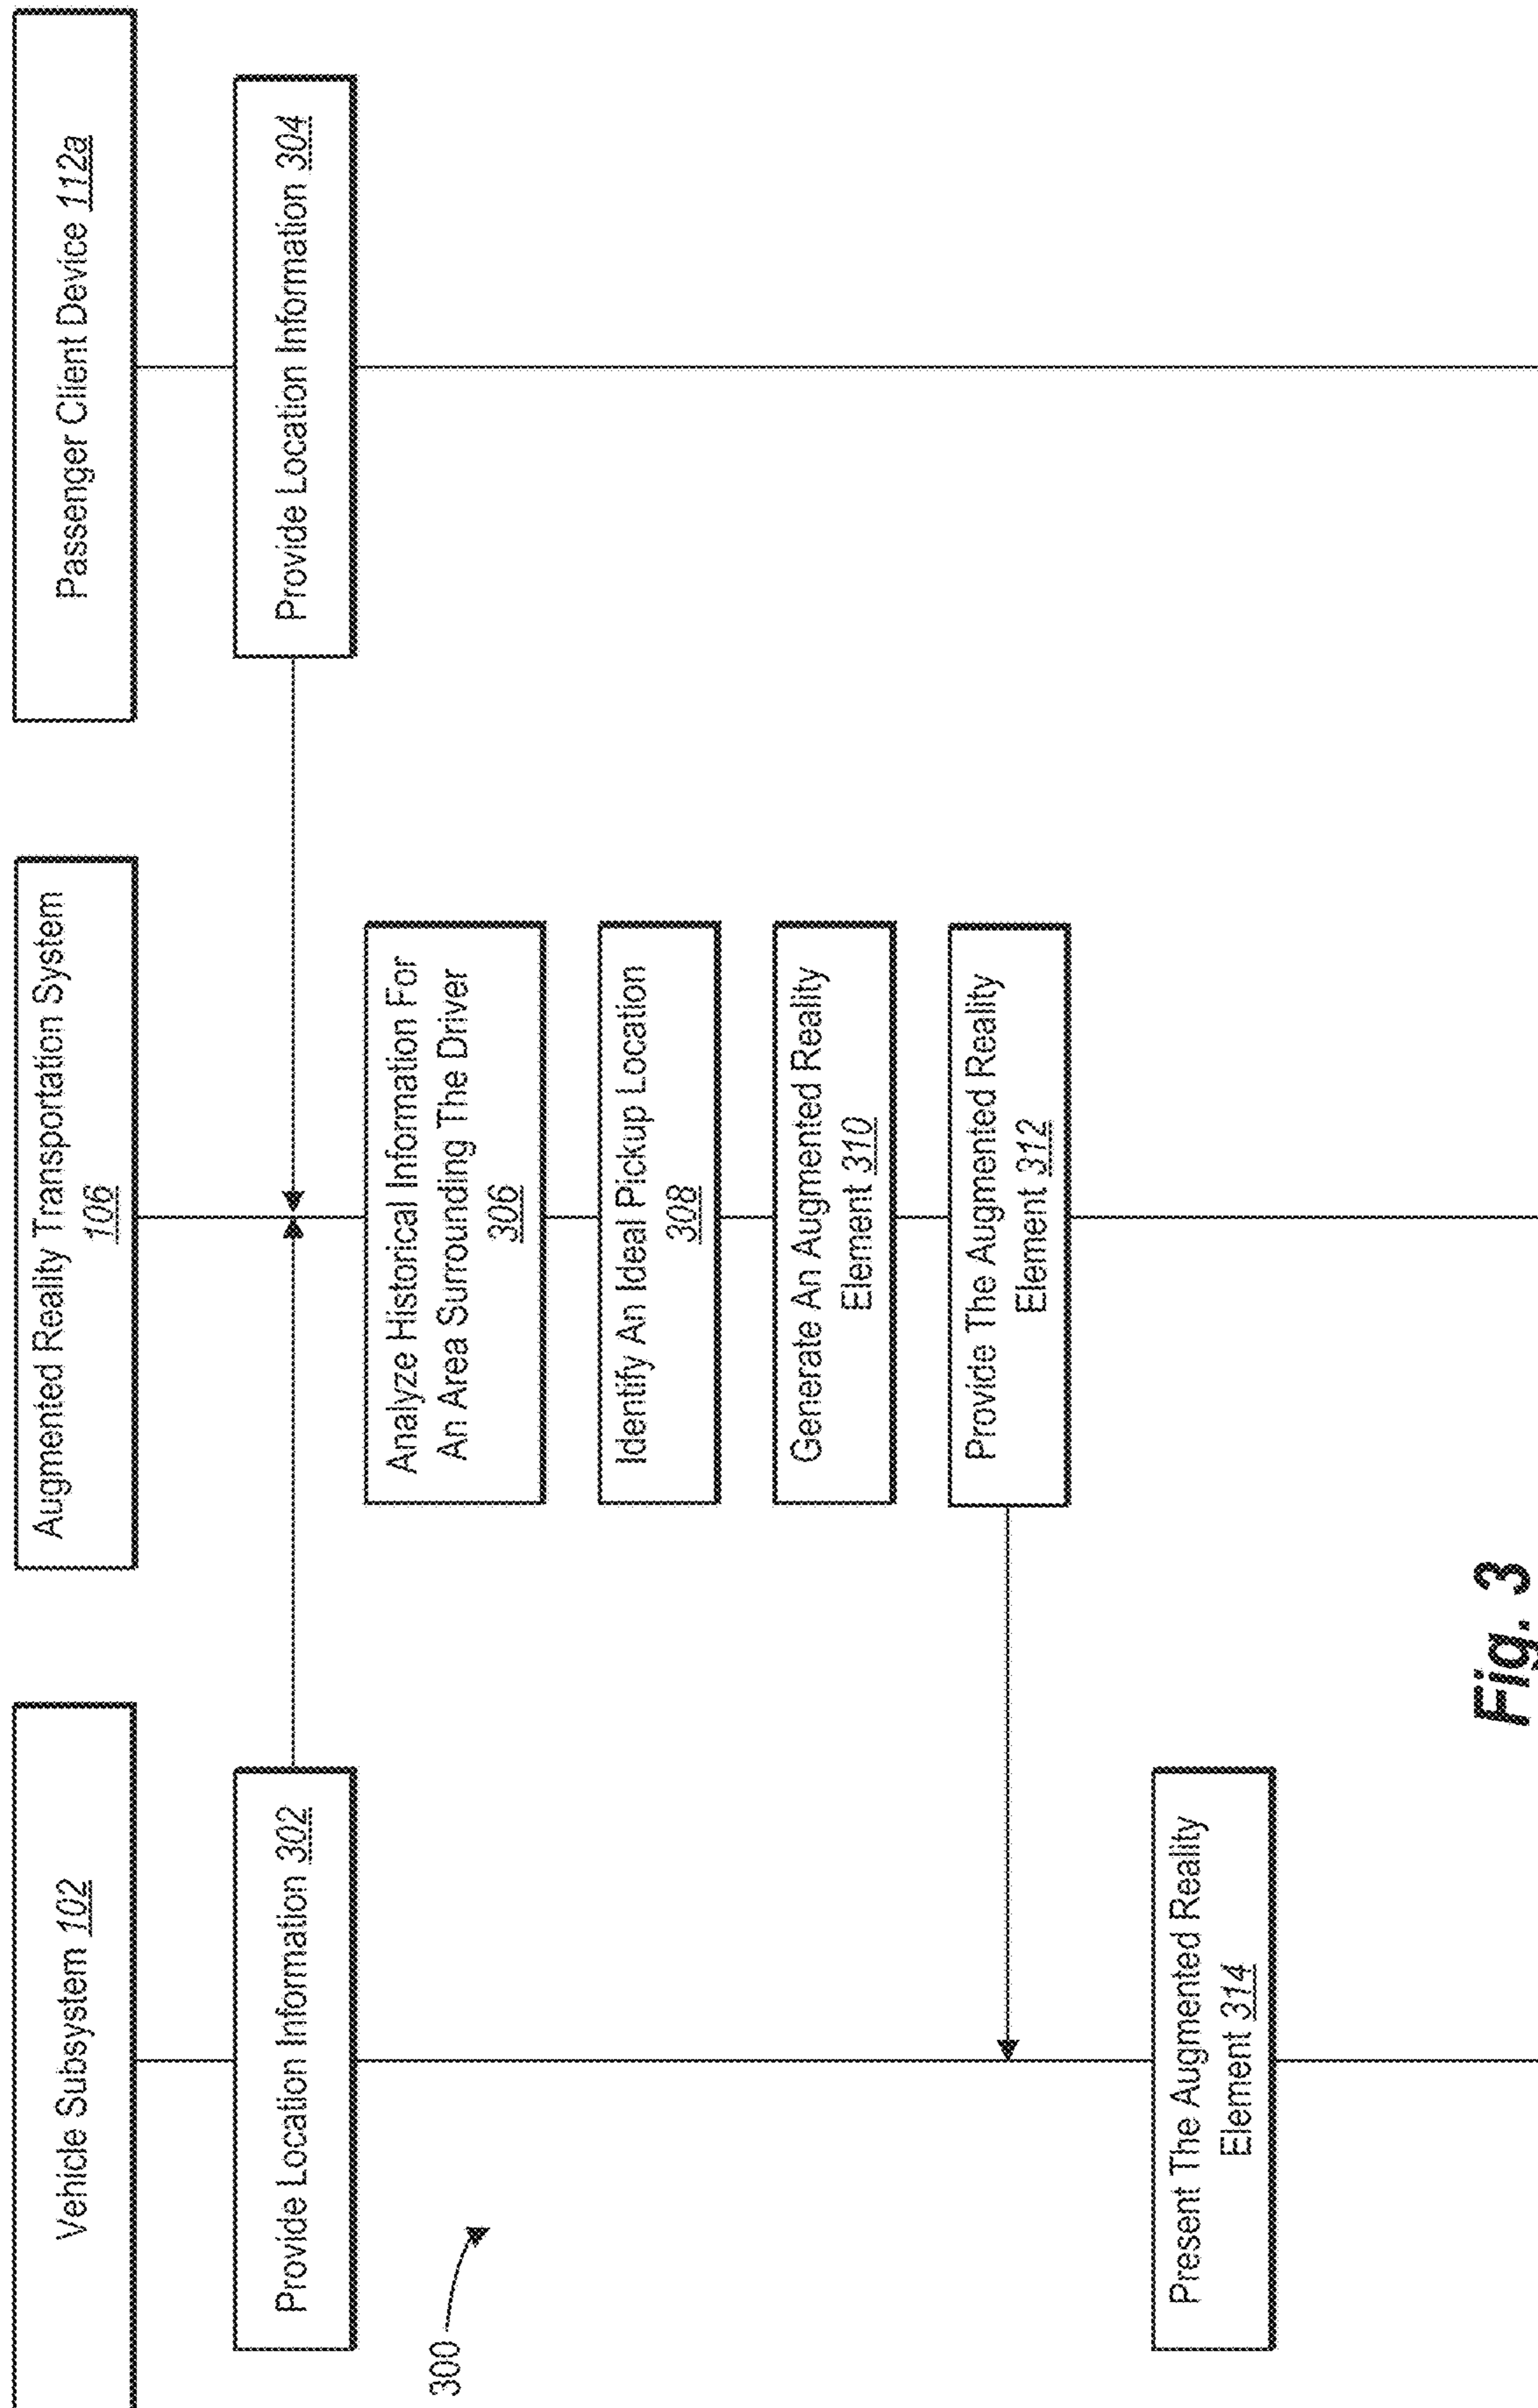 Vehicle Subsystem 102
Augmented Reality Transportation System
106
Passenger Client Device 112a
Provide Location Information 302
Provide Location Information 304
300
Analyze Historical Information For
An Area Surrounding The Driver
306
Identify An Ideal Pickup Location
308
Generate An Augmented Reality
Element 310
Provide The Augmented Reality
Element 312
Present The Augmented Reality
Element 314
Fig. 3